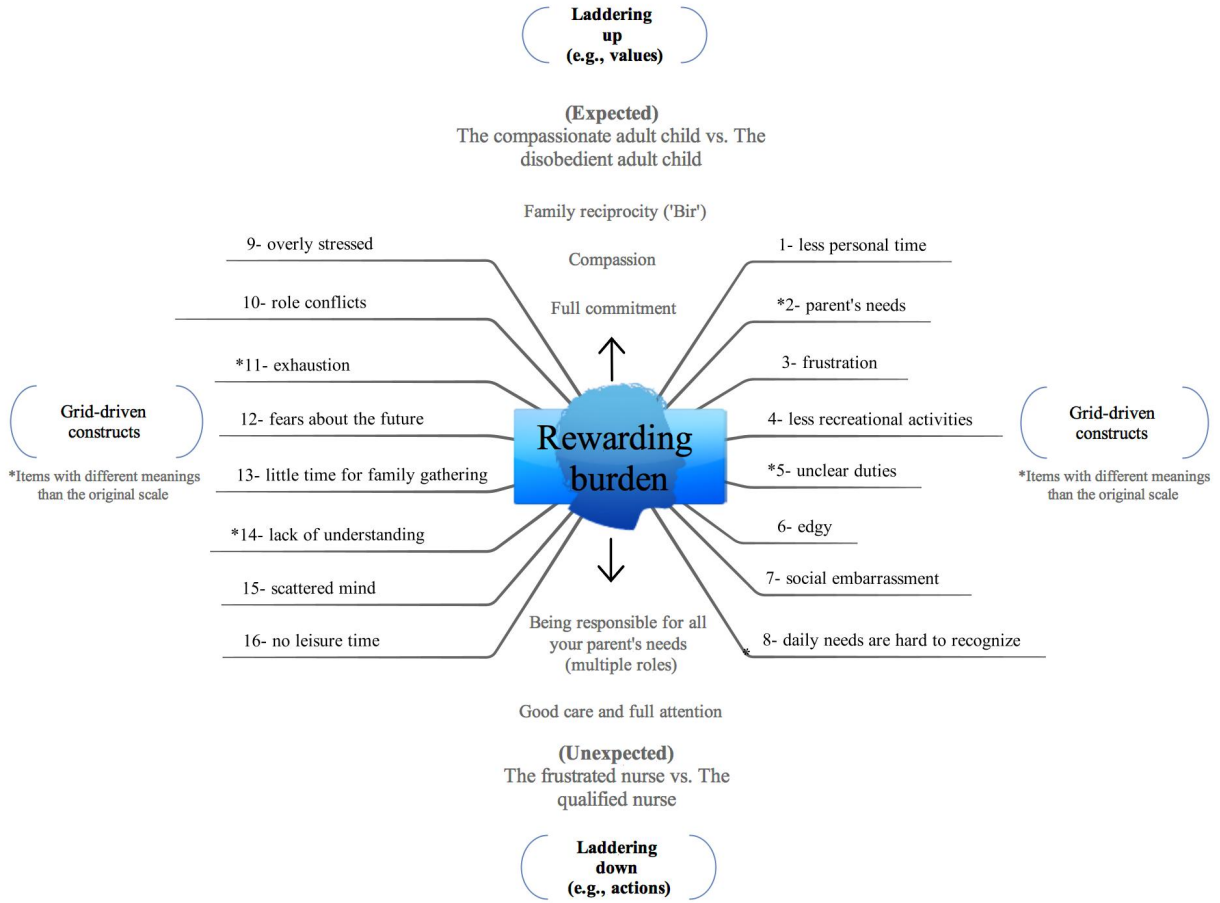 Laddering
up
(e.g., values)
(Expected)
The compassionate adult child vs. The
disobedient adult child
Family reciprocity ('Bir')
Compassion
Full commitment
9- overly stressed
10- role conflicts
*11- exhaustion
12- fears about the future
13- little time for family gathering
*14- lack of understanding
15- scattered mind
16- no leisure time
Grid-driven
constructs
*Items with different meanings
than the original scale
Rewarding
burden
1- less personal time
*2- parent's needs
3- frustration
4- less recreational activities
*5- unclear duties
6- edgy
7- social embarrassment
*8- daily needs are hard to recognize
Grid-driven
constructs
*Items with different meanings
than the original scale
Being responsible for all
your parent's needs
(multiple roles)
Good care and full attention
(Unexpected)
The frustrated nurse vs. The
qualified nurse
Laddering
down
(e.g., actions)